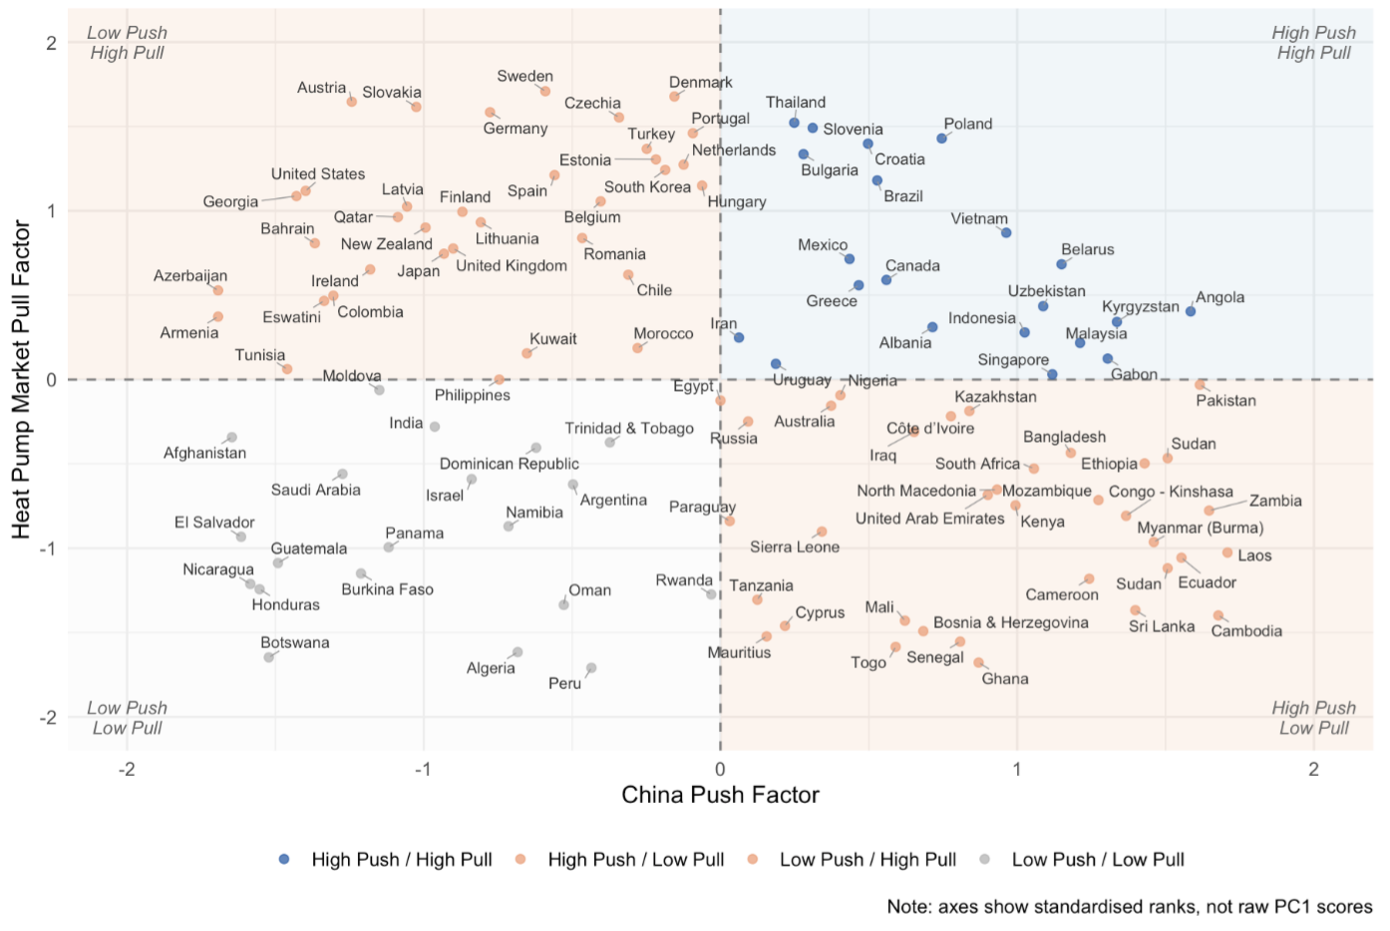 Low Push
High Pull
High Push
High Pull
2
Sweden
Denmark
Austria
Slovakia
Czechia
Thailand
Germany
Portugal
Slovenia
Poland
Turkey
Estonia
Netherlands
Croatia
Bulgaria
United States
Spain
South Korea
Brazil
Georgia
Latvia
Finland
Hungary
1
Qatar
Belgium
Vietnam
Bahrain
New Zealand
Lithuania
Mexico
Belarus
Romania
Japan
United Kingdom
Canada
Azerbaijan
Ireland
Chile
Greece
Uzbekistan
Angola
Eswatini
Colombia
Kyrgyzstan
Armenia
Iran
Indonesia
Kuwait
Morocco
Albania
Malaysia
Tunisia
Singapore
Moldova
Gabon
0
Egypt
Uruguay
Nigeria
Philippines
Kazakhstan
Pakistan
India
Trinidad & Tobago
Australia
Côte d’Ivoire
Russia
Bangladesh
Sudan
Afghanistan
Iraq
Dominican Republic
South Africa
Ethiopia
Saudi Arabia
Israel
Argentina
North Macedonia
Mozambique
Congo - Kinshasa
Zambia
Paraguay
Namibia
United Arab Emirates
Kenya
El Salvador
Myanmar (Burma)
Panama
-1
Guatemala
Sierra Leone
Laos
Nicaragua
Rwanda
Tanzania
Sudan
Ecuador
Burkina Faso
Oman
Cameroon
Honduras
Mali
Cyprus
Bosnia & Herzegovina
Sri Lanka
Cambodia
Botswana
Mauritius
Senegal
Algeria
Togo
Peru
Ghana
Low Push
Low Pull
High Push
Low Pull
-2
-2
-1
0
1
2
Heat Pump Market Pull Factor
China Push Factor
High Push / High Pull
High Push / Low Pull
Low Push / High Pull
Low Push / Low Pull
Note: axes show standardised ranks, not raw PC1 scores